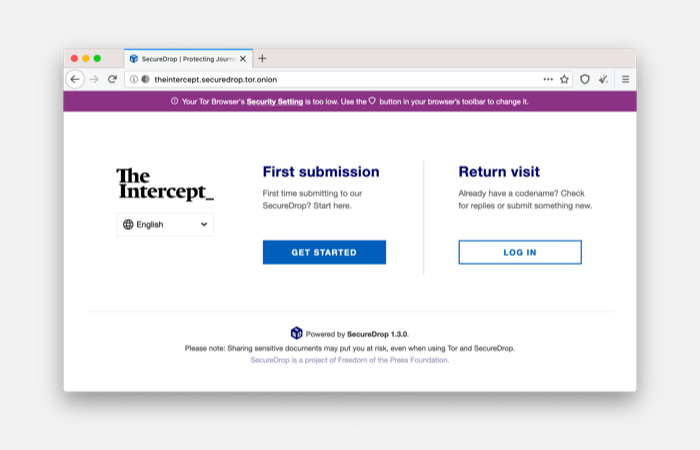 SecureDrop | Protecting Journ
theintercept.securedrop.tor.onion
Your Tor Browser's Security Setting is too low. Use the button in your browser's toolbar to change it.
The
Intercept_
English
First submission
First time submitting to our
SecureDrop? Start here.
GET STARTED
Return visit
Already have a codename? Check
for replies or submit something new.
LOG IN
Powered by SecureDrop 1.3.0.
Please note: Sharing sensitive documents may put you at risk, even when using Tor and SecureDrop.
SecureDrop is a project of Freedom of the Press Foundation.